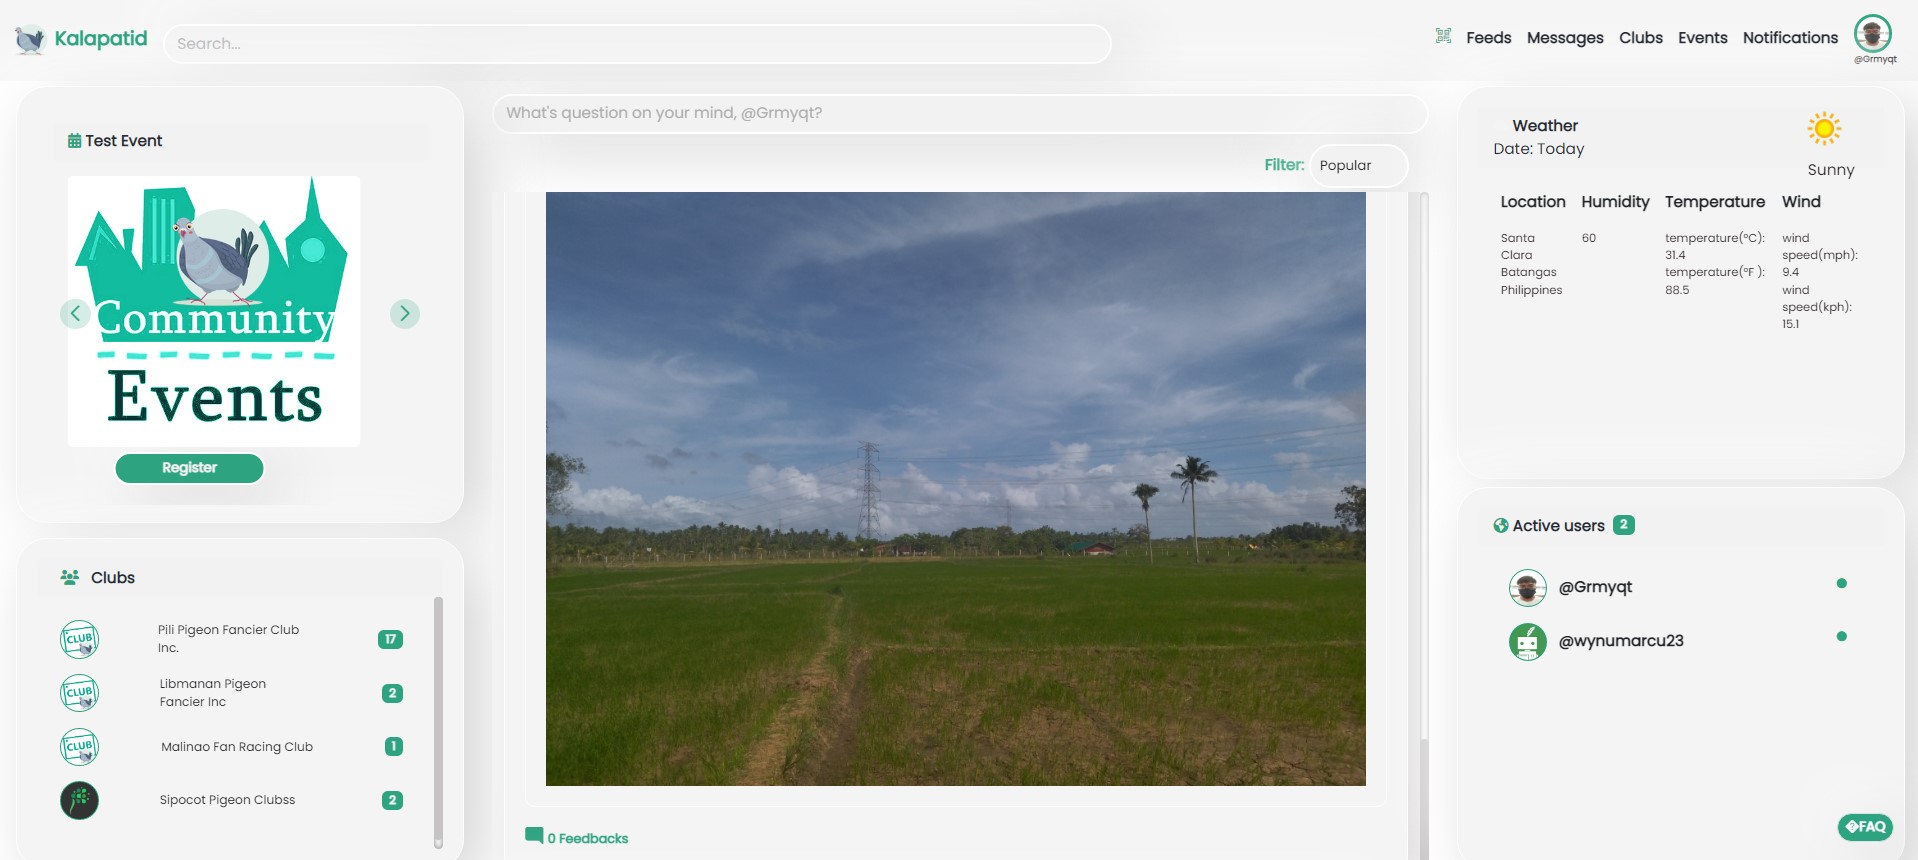 Kalapatid
Search...
Feeds
Messages
Clubs
Events
Notifications
@Grmyqt
Test Event
Community
Events
Register
Clubs
Pili Pigeon Fancier Club
Inc.
17
Libmanan Pigeon
Fancier Inc
2
Malinao Fan Racing Club
1
Sipocot Pigeon Clubss
2
CLUB
CLUB
CLUB
What's question on your mind, @Grmyqt?
Filter:
Popular
0 Feedbacks
Weather
Date: Today
Sunny
Location
Humidity
Temperature
Wind
Santa
Clara
Batangas
Philippines
60
temperature(°C):
31.4
temperature(°F ):
88.5
wind
speed(mph):
9.4
wind
speed(kph):
15.1
Active users 2
@Grmyqt
@wynumarcu23
�FAQ